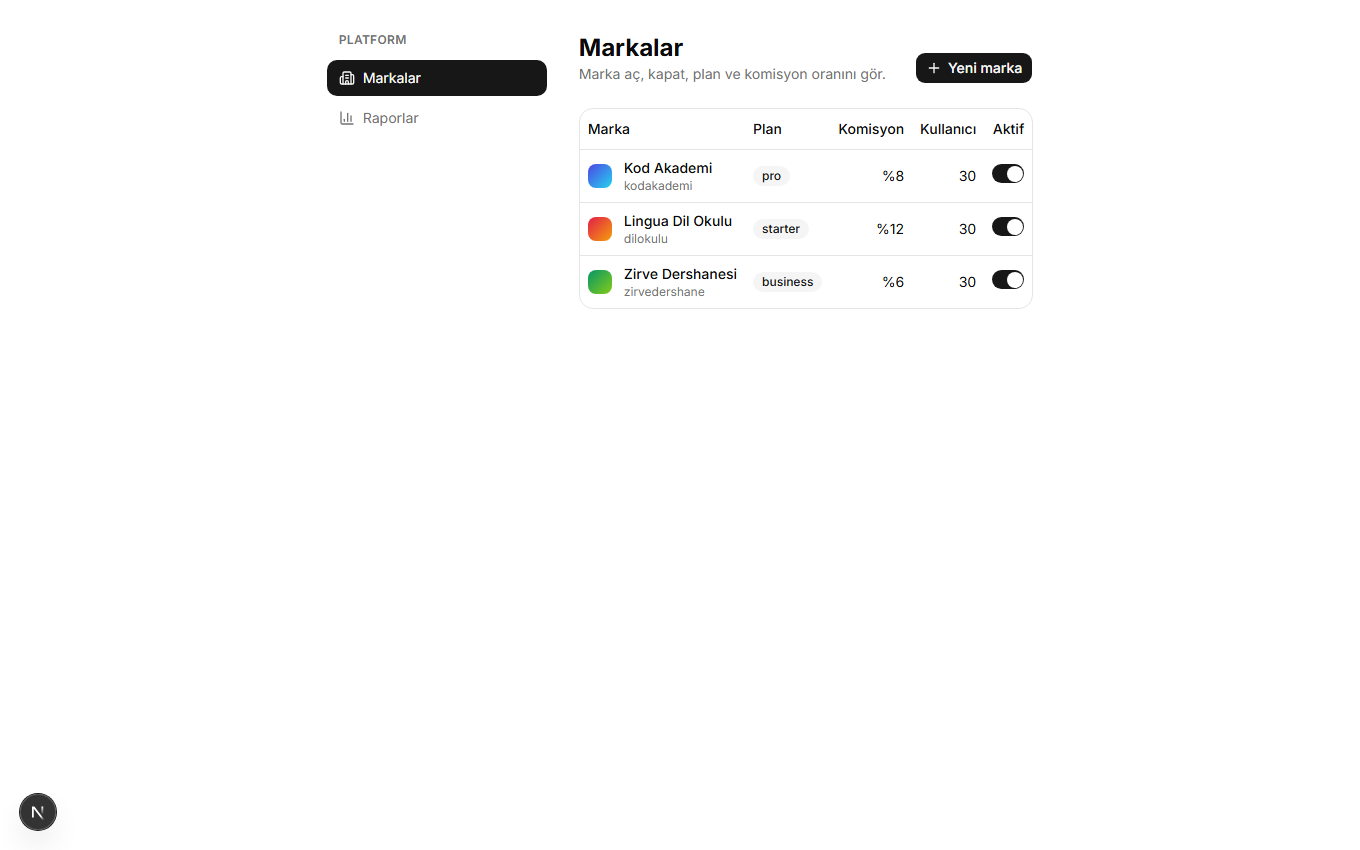 PLATFORM
Markalar
Raporlar
Markalar
Marka aç, kapat, plan ve komisyon oranını gör.
Yeni marka
Marka Plan Komisyon Kullanıcı Aktif
Kod Akademi
kodakademi
pro %8 30
Lingua Dil Okulu
dilokulu
starter %12 30
Zirve Dershanesi
zirvedershane
business %6 30
N